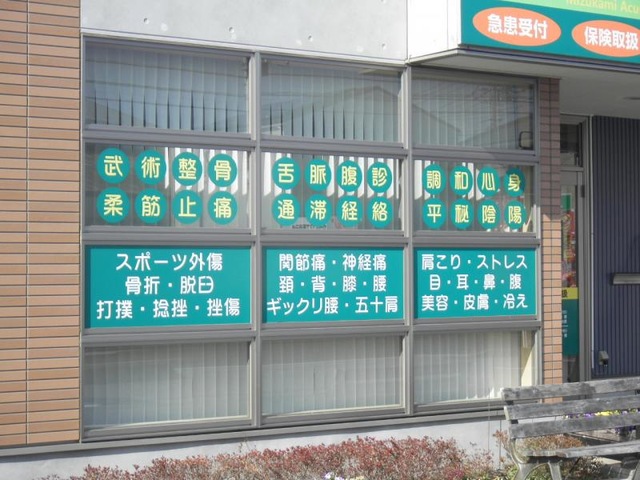 Mizukami Acu
急患受付
保険取扱
武術整骨
柔筋止痛
舌脈腹診
通滞経絡
調和心身
平秘陰陽
スポーツ外傷
骨折・脱臼
打撲・捻挫・挫傷
関節痛・神経痛
頚・背・膝・腰
ギックリ腰・五十肩
肩こり・ストレス
目・耳・鼻・腹
美容・皮膚・冷え